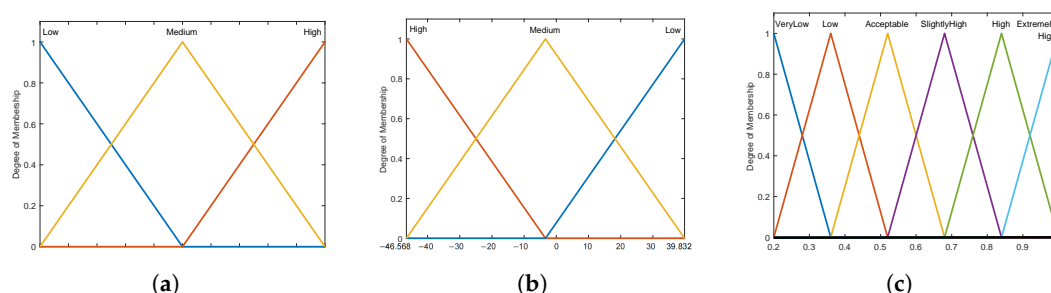 Low Medium High
1
0.8
0.6
0.4
0.2
0
Degree of Membership
(a)
High Medium Low
1
0.8
0.6
0.4
0.2
0
Degree of Membership
−46.568 −40 −30 −20 −10 0 10 20 30 39.832
(b)
VeryLow Low Acceptable SlightlyHigh High Extremel
Hig
1
0.8
0.6
0.4
0.2
0
Degree of Membership
0.2 0.3 0.4 0.5 0.6 0.7 0.8 0.9
(c)